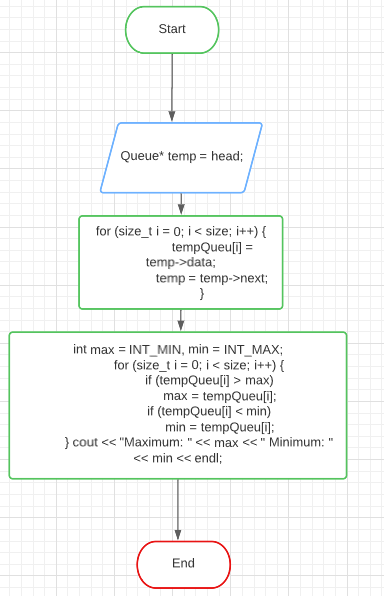 Start
Queue* temp = head;
for (size_t i = 0; i < size; i++) {
tempQueu[i] =
temp->data;
temp = temp->next;
}
int max = INT_MIN, min = INT_MAX;
for (size_t i = 0; i < size; i++) {
if (tempQueu[i] > max)
max = tempQueu[i];
if (tempQueu[i] < min)
min = tempQueu[i];
} cout << "Maximum: " << max << " Minimum: "
<< min << endl;
End